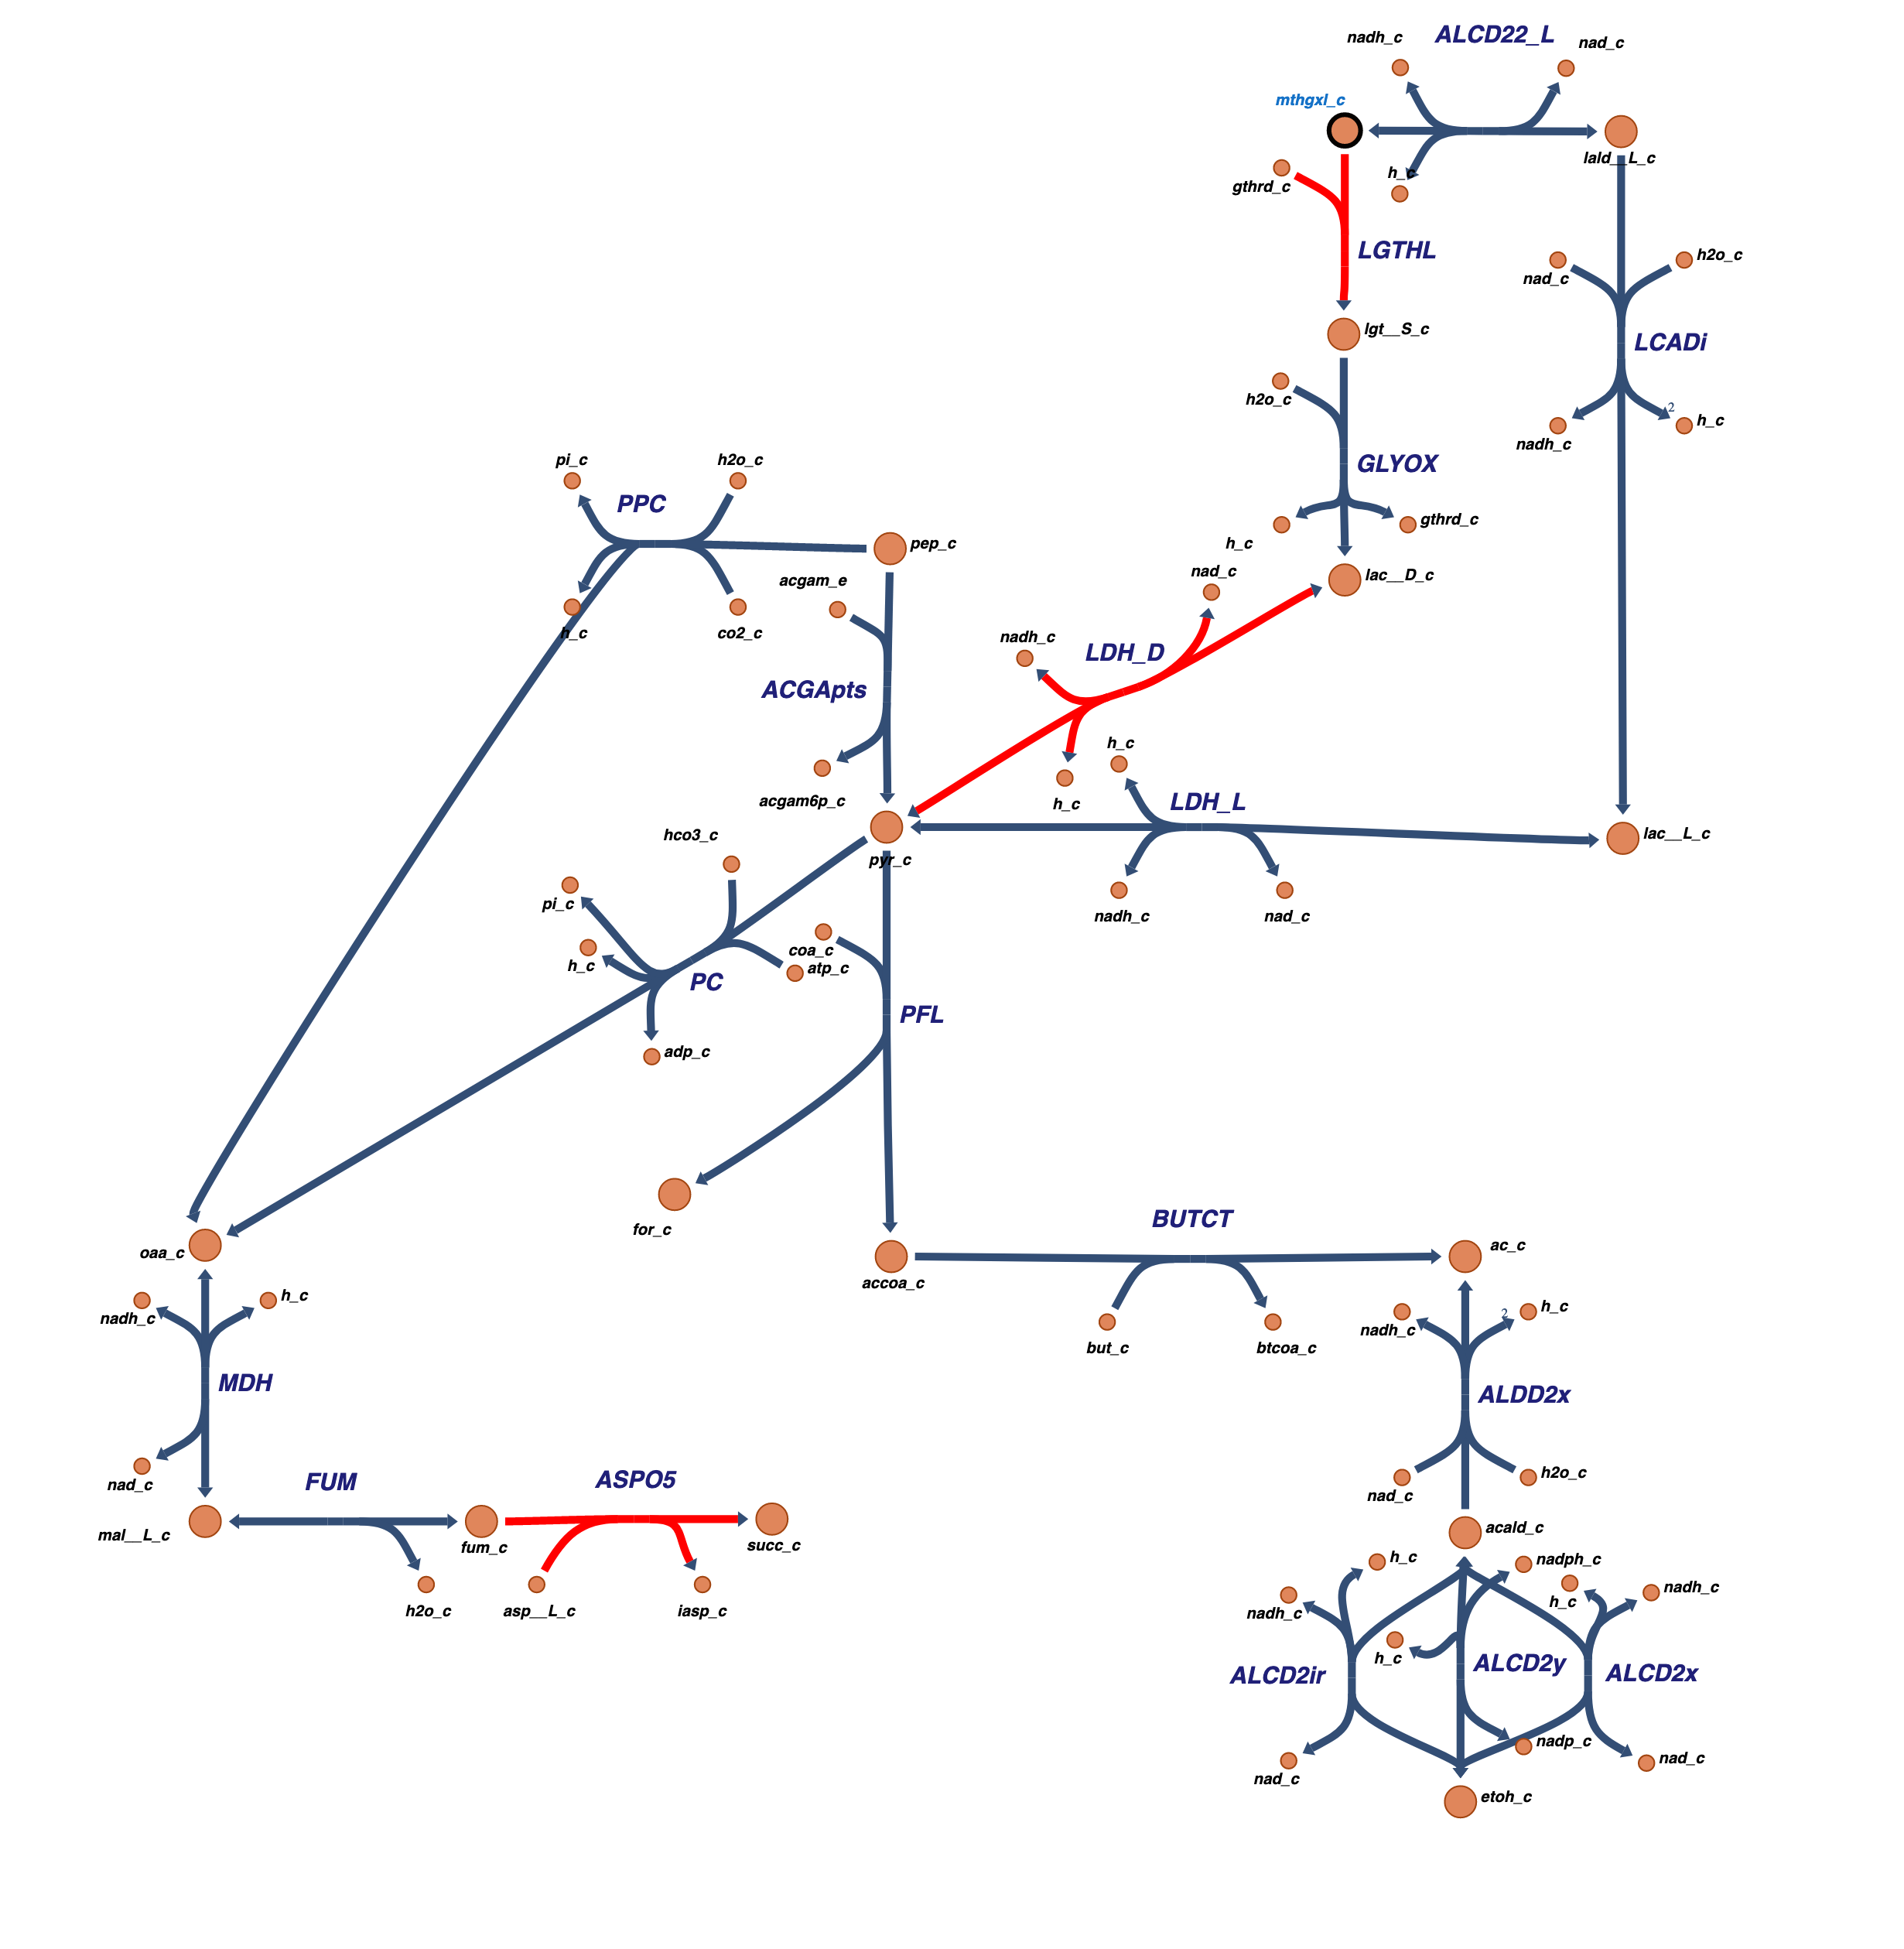 ALCD22_L
nadh_c
nad_c
mthgxl_c
lald__L_c
h_c
gthrd_c
LGTHL
nad_c
h2o_c
lgt__S_c
LCADi
h2o_c
2
h_c
nadh_c
GLYOX
gthrd_c
h_c
pi_c
h2o_c
PPC
pep_c
h_c
co2_c
acgam_e
nad_c
lac__D_c
nadh_c
LDH_D
ACGApts
acgam6p_c
h_c
h_c
LDH_L
pyr_c
lac__L_c
nadh_c
nad_c
hco3_c
pi_c
h_c
coa_c
atp_c
PC
PFL
adp_c
for_c
oaa_c
accoa_c
BUTCT
ac_c
but_c
btcoa_c
nadh_c
h_c
MDH
nad_c
nadh_c
2
h_c
ALDD2x
nad_c
h2o_c
mal__L_c
FUM
fum_c
ASPO5
succ_c
h2o_c
asp__L_c
iasp_c
acald_c
h_c
nadph_c
h_c
nadh_c
nadh_c
h_c
ALCD2ir
ALCD2y
ALCD2x
nad_c
nadp_c
nad_c
etoh_c